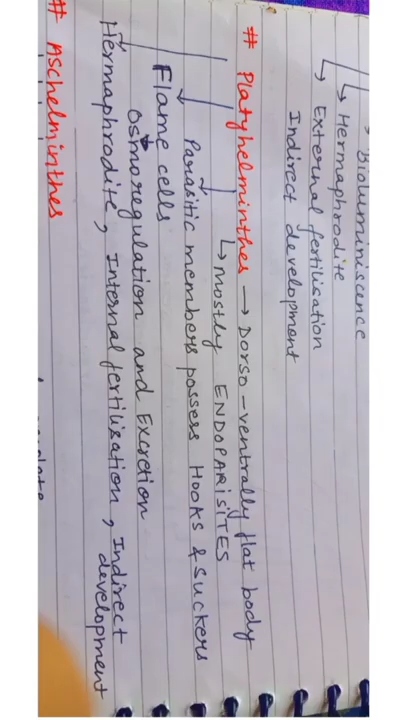 Bioluminiscence
↳ Hermaphrodite
↳ External fertilisation
Indirect development
# Platyhelminthes → Dorso-ventrally flat body
↳ Mostly ENDOPARISITES
Parasitic members possess Hooks & Suckers
Flame cells
Osmoregulation and Excretion
Hermaphrodite, Internal fertilisation, Indirect development
# Aschelminthes